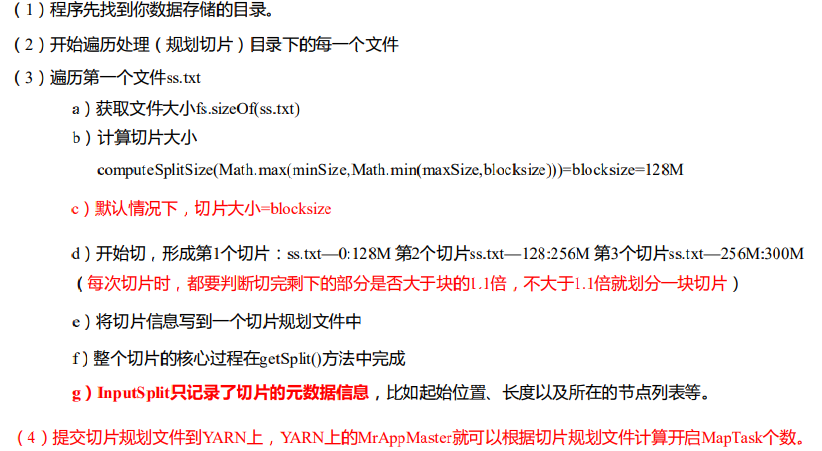 （1）程序先找到你数据存储的目录。
（2）开始遍历处理（规划切片）目录下的每一个文件
（3）遍历第一个文件ss.txt
a）获取文件大小fs.sizeOf(ss.txt)
b）计算切片大小
computeSplitSize(Math.max(minSize,Math.min(maxSize,blocksize)))=blocksize=128M
c）默认情况下，切片大小=blocksize
d）开始切，形成第1个切片：ss.txt—0:128M 第2个切片ss.txt—128:256M 第3个切片ss.txt—256M:300M
（每次切片时，都要判断切完剩下的部分是否大于块的1.1倍，不大于1.1倍就划分一块切片）
e）将切片信息写到一个切片规划文件中
f）整个切片的核心过程在getSplit()方法中完成
g）InputSplit只记录了切片的元数据信息，比如起始位置、长度以及所在的节点列表等。
（4）提交切片规划文件到YARN上，YARN上的MrAppMaster就可以根据切片规划文件计算开启MapTask个数。